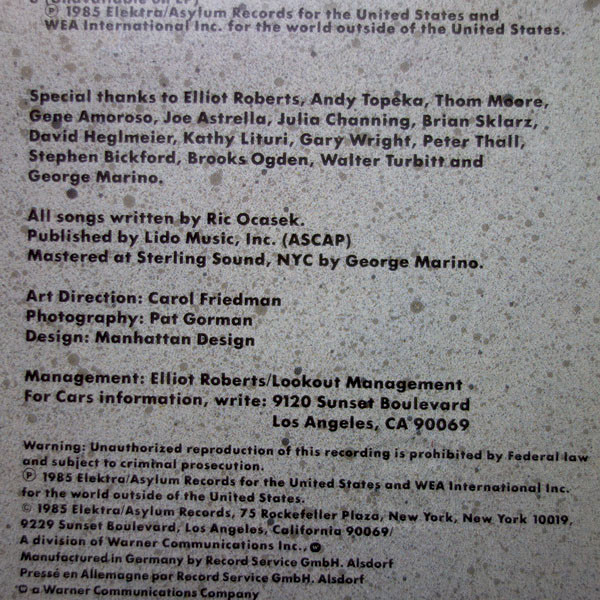 (Unavailable on LP)
℗ 1985 Elektra/Asylum Records for the United States and
WEA International Inc. for the world outside of the United States.
Special thanks to Elliot Roberts, Andy Topeka, Thom Moore,
Gene Amoroso, Joe Astrella, Julia Channing, Brian Sklarz,
David Heglmeier, Kathy Lituri, Gary Wright, Peter Thall,
Stephen Bickford, Brooks Ogden, Walter Turbitt and
George Marino.
All songs written by Ric Ocasek.
Published by Lido Music, Inc. (ASCAP)
Mastered at Sterling Sound, NYC by George Marino.
Art Direction: Carol Friedman
Photography: Pat Gorman
Design: Manhattan Design
Management: Elliot Roberts/Lookout Management
For Cars information, write: 9120 Sunset Boulevard
Los Angeles, CA 90069
Warning: Unauthorized reproduction of this recording is prohibited by Federal law
and subject to criminal prosecution.
℗ 1985 Elektra/Asylum Records for the United States and WEA International Inc.
for the world outside of the United States.
© 1985 Elektra/Asylum Records, 75 Rockefeller Plaza, New York, New York 10019,
9229 Sunset Boulevard, Los Angeles, California 90069/
A division of Warner Communications Inc.,
Manufactured in Germany by Record Service GmbH. Alsdorf
Pressé en Allemagne par Record Service GmbH. Alsdorf
a Warner Communications Company